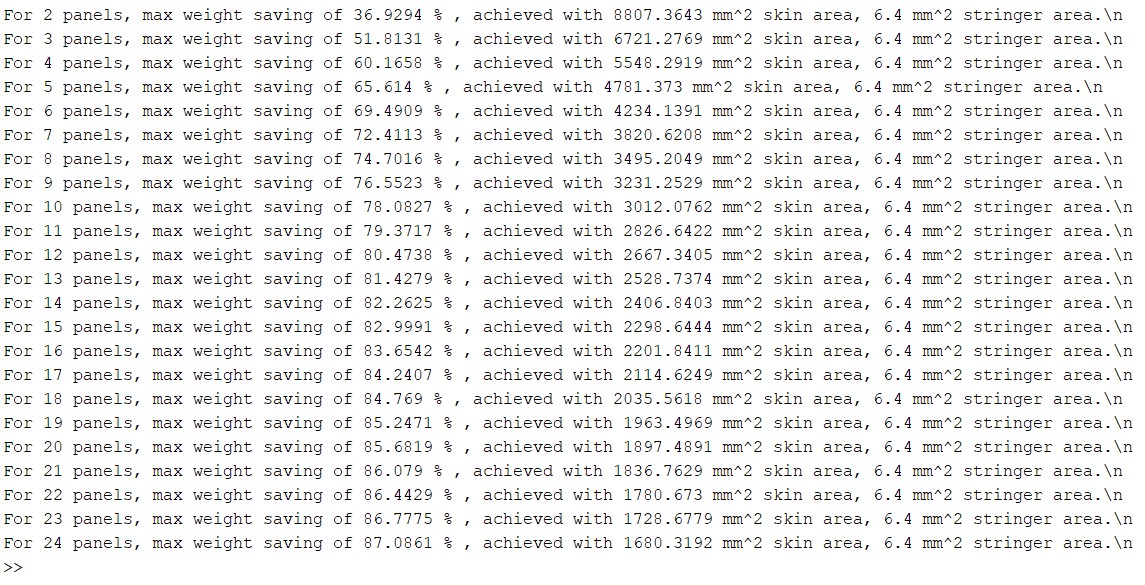 For 2 panels, max weight saving of 36.9294 % , achieved with 8807.3643 mm^2 skin area, 6.4 mm^2 stringer area.\n
For 3 panels, max weight saving of 51.8131 % , achieved with 6721.2769 mm^2 skin area, 6.4 mm^2 stringer area.\n
For 4 panels, max weight saving of 60.1658 % , achieved with 5548.2919 mm^2 skin area, 6.4 mm^2 stringer area.\n
For 5 panels, max weight saving of 65.614 % , achieved with 4781.373 mm^2 skin area, 6.4 mm^2 stringer area.\n
For 6 panels, max weight saving of 69.4909 % , achieved with 4234.1391 mm^2 skin area, 6.4 mm^2 stringer area.\n
For 7 panels, max weight saving of 72.4113 % , achieved with 3820.6208 mm^2 skin area, 6.4 mm^2 stringer area.\n
For 8 panels, max weight saving of 74.7016 % , achieved with 3495.2049 mm^2 skin area, 6.4 mm^2 stringer area.\n
For 9 panels, max weight saving of 76.5523 % , achieved with 3231.2529 mm^2 skin area, 6.4 mm^2 stringer area.\n
For 10 panels, max weight saving of 78.0827 % , achieved with 3012.0762 mm^2 skin area, 6.4 mm^2 stringer area.\n
For 11 panels, max weight saving of 79.3717 % , achieved with 2826.6422 mm^2 skin area, 6.4 mm^2 stringer area.\n
For 12 panels, max weight saving of 80.4738 % , achieved with 2667.3405 mm^2 skin area, 6.4 mm^2 stringer area.\n
For 13 panels, max weight saving of 81.4279 % , achieved with 2528.7374 mm^2 skin area, 6.4 mm^2 stringer area.\n
For 14 panels, max weight saving of 82.2625 % , achieved with 2406.8403 mm^2 skin area, 6.4 mm^2 stringer area.\n
For 15 panels, max weight saving of 82.9991 % , achieved with 2298.6444 mm^2 skin area, 6.4 mm^2 stringer area.\n
For 16 panels, max weight saving of 83.6542 % , achieved with 2201.8411 mm^2 skin area, 6.4 mm^2 stringer area.\n
For 17 panels, max weight saving of 84.2407 % , achieved with 2114.6249 mm^2 skin area, 6.4 mm^2 stringer area.\n
For 18 panels, max weight saving of 84.769 % , achieved with 2035.5618 mm^2 skin area, 6.4 mm^2 stringer area.\n
For 19 panels, max weight saving of 85.2471 % , achieved with 1963.4969 mm^2 skin area, 6.4 mm^2 stringer area.\n
For 20 panels, max weight saving of 85.6819 % , achieved with 1897.4891 mm^2 skin area, 6.4 mm^2 stringer area.\n
For 21 panels, max weight saving of 86.079 % , achieved with 1836.7629 mm^2 skin area, 6.4 mm^2 stringer area.\n
For 22 panels, max weight saving of 86.4429 % , achieved with 1780.673 mm^2 skin area, 6.4 mm^2 stringer area.\n
For 23 panels, max weight saving of 86.7775 % , achieved with 1728.6779 mm^2 skin area, 6.4 mm^2 stringer area.\n
For 24 panels, max weight saving of 87.0861 % , achieved with 1680.3192 mm^2 skin area, 6.4 mm^2 stringer area.\n
>>